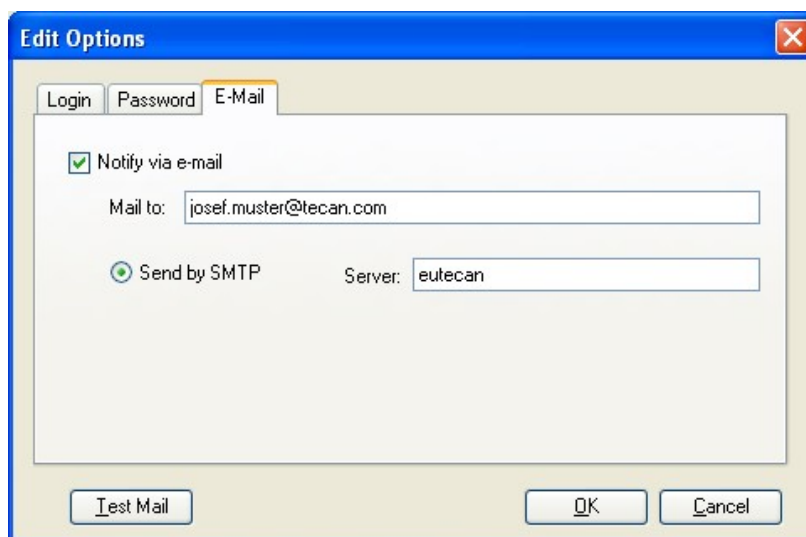 Edit Options
Login Password E-Mail
Notify via e-mail
Mail to: josef.muster@tecan.com
Send by SMTP Server: eutecan
Test Mail OK Cancel